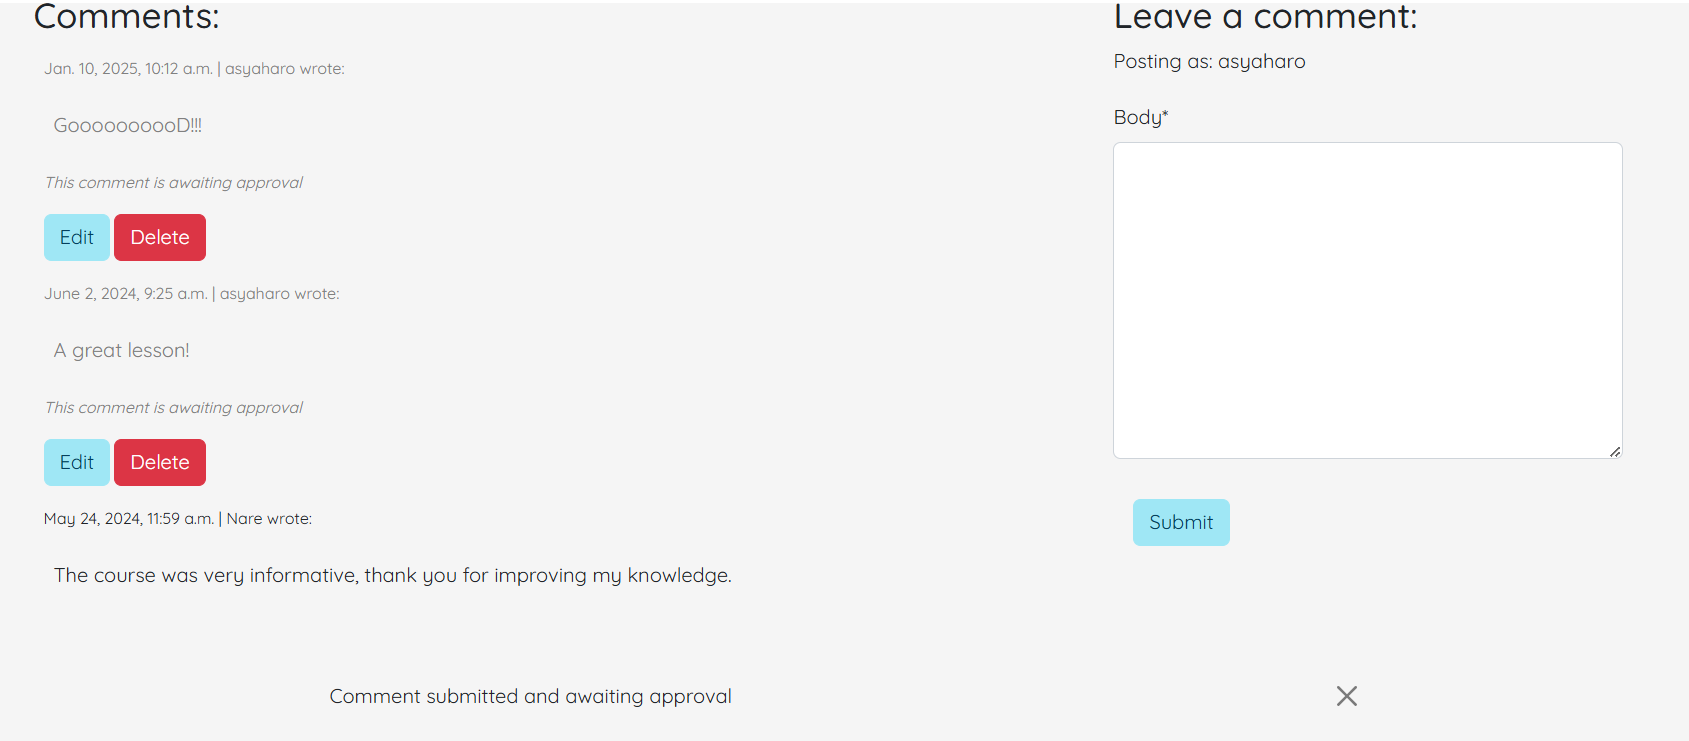 Comments:
Jan. 10, 2025, 10:12 a.m. | asyaharo wrote:
GoooooooooD!!!
This comment is awaiting approval
Edit Delete
June 2, 2024, 9:25 a.m. | asyaharo wrote:
A great lesson!
This comment is awaiting approval
Edit Delete
May 24, 2024, 11:59 a.m. | Nare wrote:
The course was very informative, thank you for improving my knowledge.
Leave a comment:
Posting as: asyaharo
Body*
Submit
Comment submitted and awaiting approval